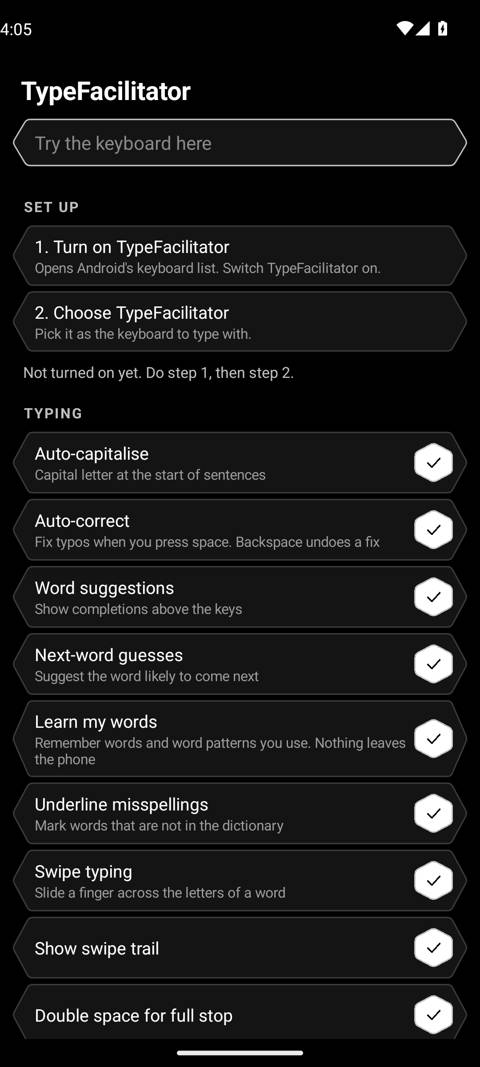 4:05
TypeFacilitator
Try the keyboard here
SET UP
1. Turn on TypeFacilitator
Opens Android's keyboard list. Switch TypeFacilitator on.
2. Choose TypeFacilitator
Pick it as the keyboard to type with.
Not turned on yet. Do step 1, then step 2.
TYPING
Auto-capitalise
Capital letter at the start of sentences
Auto-correct
Fix typos when you press space. Backspace undoes a fix
Word suggestions
Show completions above the keys
Next-word guesses
Suggest the word likely to come next
Learn my words
Remember words and word patterns you use. Nothing leaves
the phone
Underline misspellings
Mark words that are not in the dictionary
Swipe typing
Slide a finger across the letters of a word
Show swipe trail
Double space for full stop